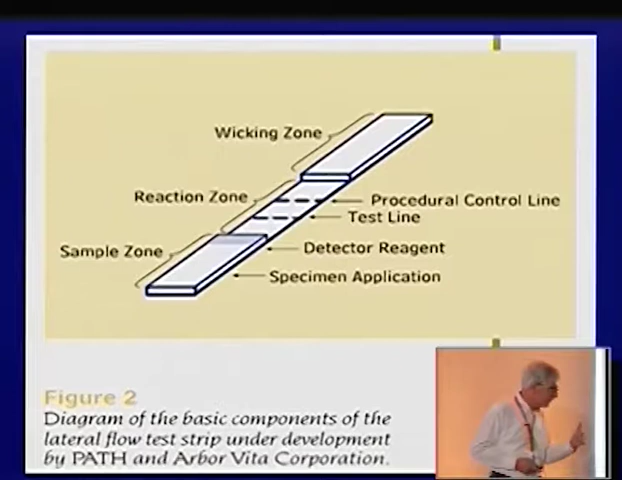 Wicking Zone
Reaction Zone
Procedural Control Line
Test Line
Sample Zone
Detector Reagent
Specimen Application
Figure 2
Diagram of the basic components of the
lateral flow test strip under development
by PATH and Arbor Vita Corporation.